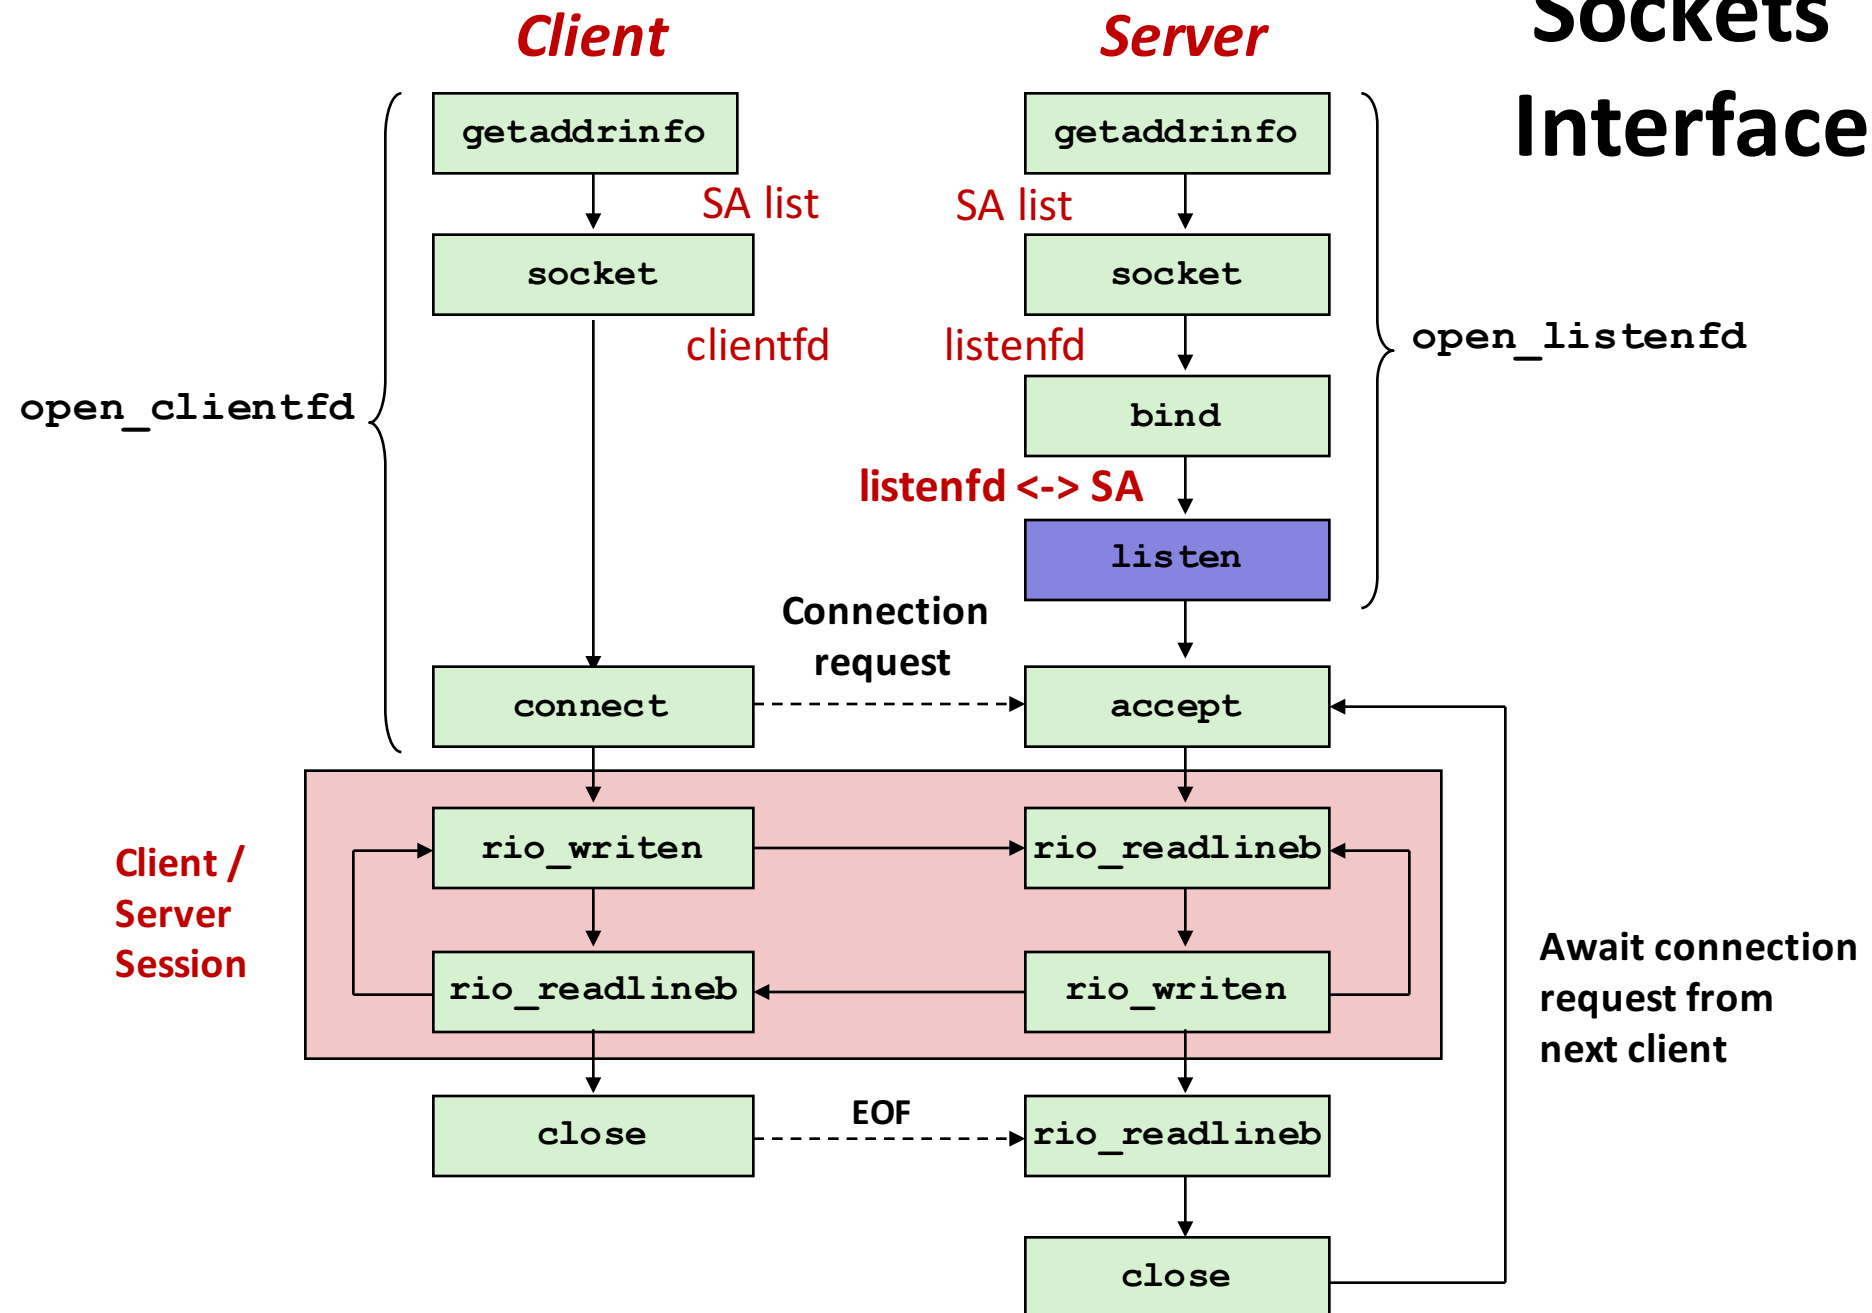 Sockets
Interface
Client
Server
getaddrinfo
getaddrinfo
SA list
SA list
socket
socket
clientfd
listenfd
open_listenfd
open_clientfd
bind
listenfd <-> SA
listen
Connection
request
connect
accept
Client /
Server
Session
rio_writen
rio_readlineb
rio_readlineb
rio_writen
Await connection
request from
next client
close
EOF
rio_readlineb
close